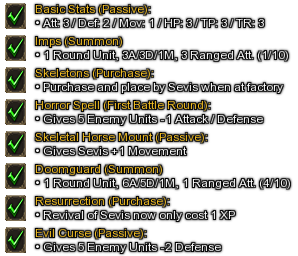 Basic Stats (Passive):
• Att: 3 / Def: 2 / Mov: 1 / HP: 3 / TP: 3 / TR: 3
Imps (Summon)
• 1 Round Unit, 3A/3D/1M, 3 Ranged Att. (1/10)
Skeletons (Purchase):
• Purchase and place by Sevis when at factory
Horror Spell (First Battle Round):
• Gives 5 Enemy Units -1 Attack / Defense
Skeletal Horse Mount (Passive):
• Gives Sevis +1 Movement
Doomguard (Summon)
• 1 Round Unit, 6A/5D/1M, 1 Ranged Att. (4/10)
Resurrection (Purchase):
• Revival of Sevis now only cost 1 XP
Evil Curse (Passive):
• Gives 5 Enemy Units -2 Defense